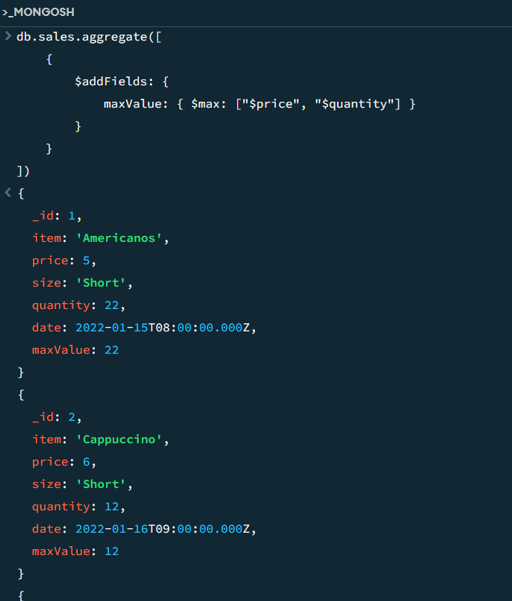 >_MONGOSH
> db.sales.aggregate([
{
$addFields: {
maxValue: { $max: ["$price", "$quantity"] }
}
}
])
< {
_id: 1,
item: 'Americanos',
price: 5,
size: 'Short',
quantity: 22,
date: 2022-01-15T08:00:00.000Z,
maxValue: 22
}
{
_id: 2,
item: 'Cappuccino',
price: 6,
size: 'Short',
quantity: 12,
date: 2022-01-16T09:00:00.000Z,
maxValue: 12
}
{